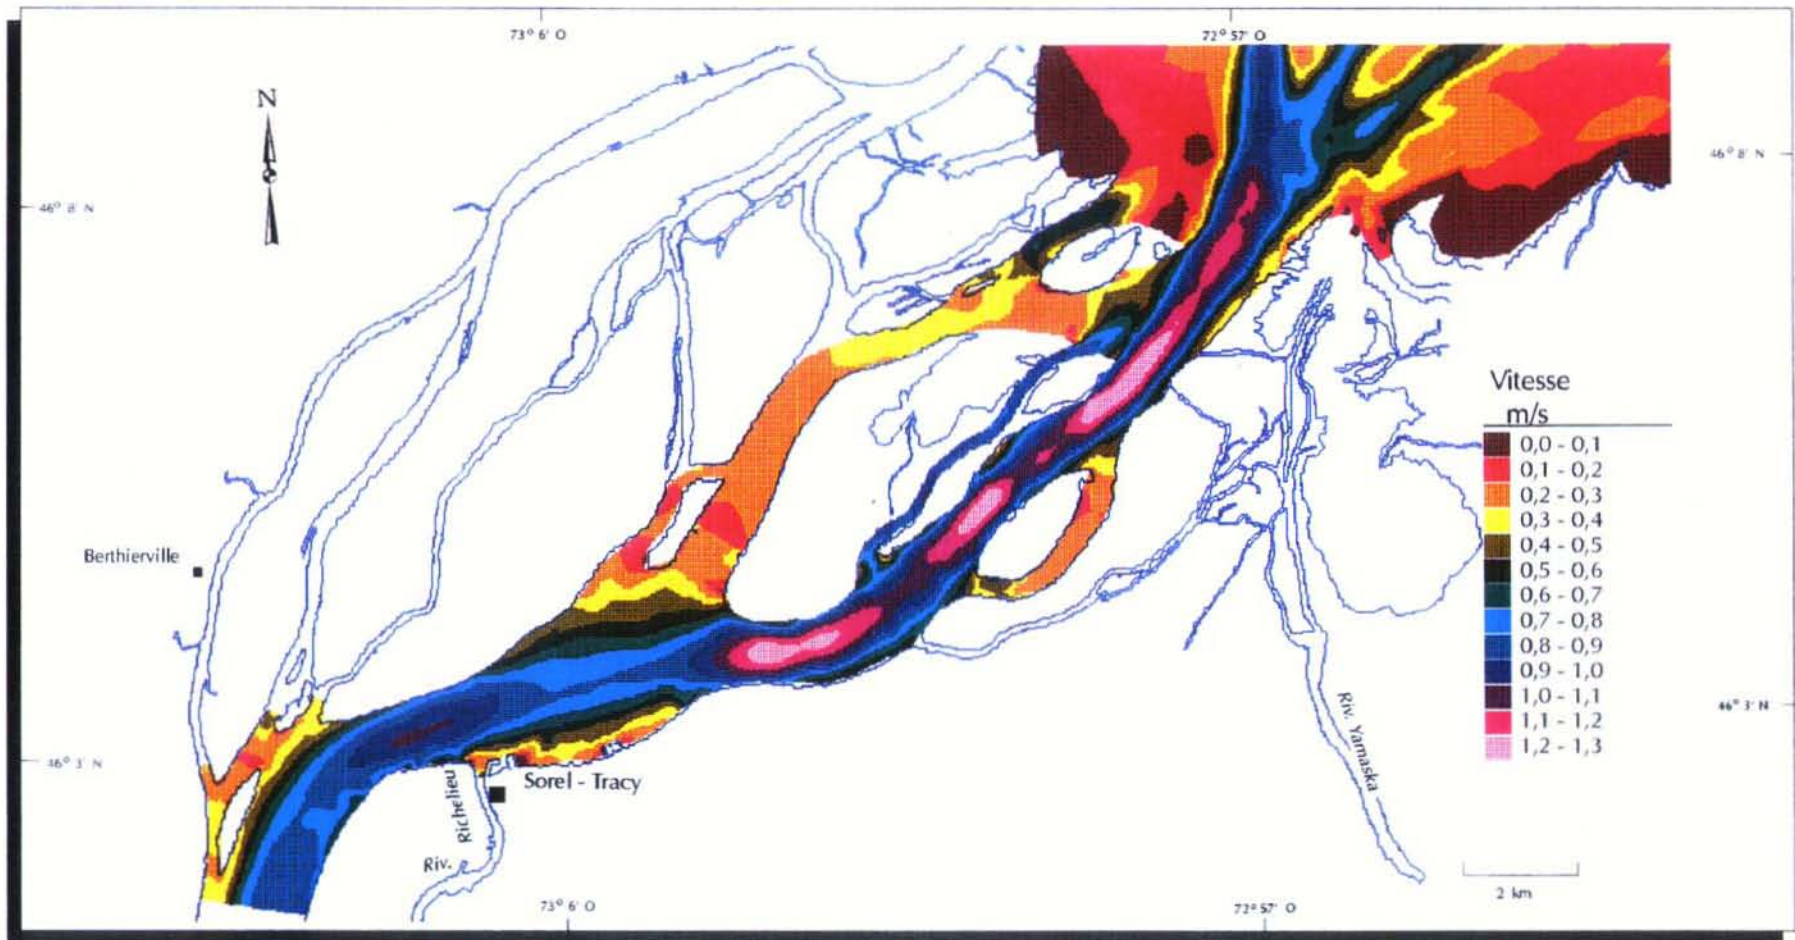 73° 6' O
72° 57' O
N
46° 8' N
46° 8' N
Vitesse
m/s
0,0 - 0,1
0,1 - 0,2
0,2 - 0,3
0,3 - 0,4
0,4 - 0,5
0,5 - 0,6
0,6 - 0,7
0,7 - 0,8
0,8 - 0,9
0,9 - 1,0
1,0 - 1,1
1,1 - 1,2
1,2 - 1,3
Berthierville
46° 3' N
46° 3' N
Sorel - Tracy
Riv. Richelieu
Riv. Yamaska
2 km
73° 6' O
72° 57' O